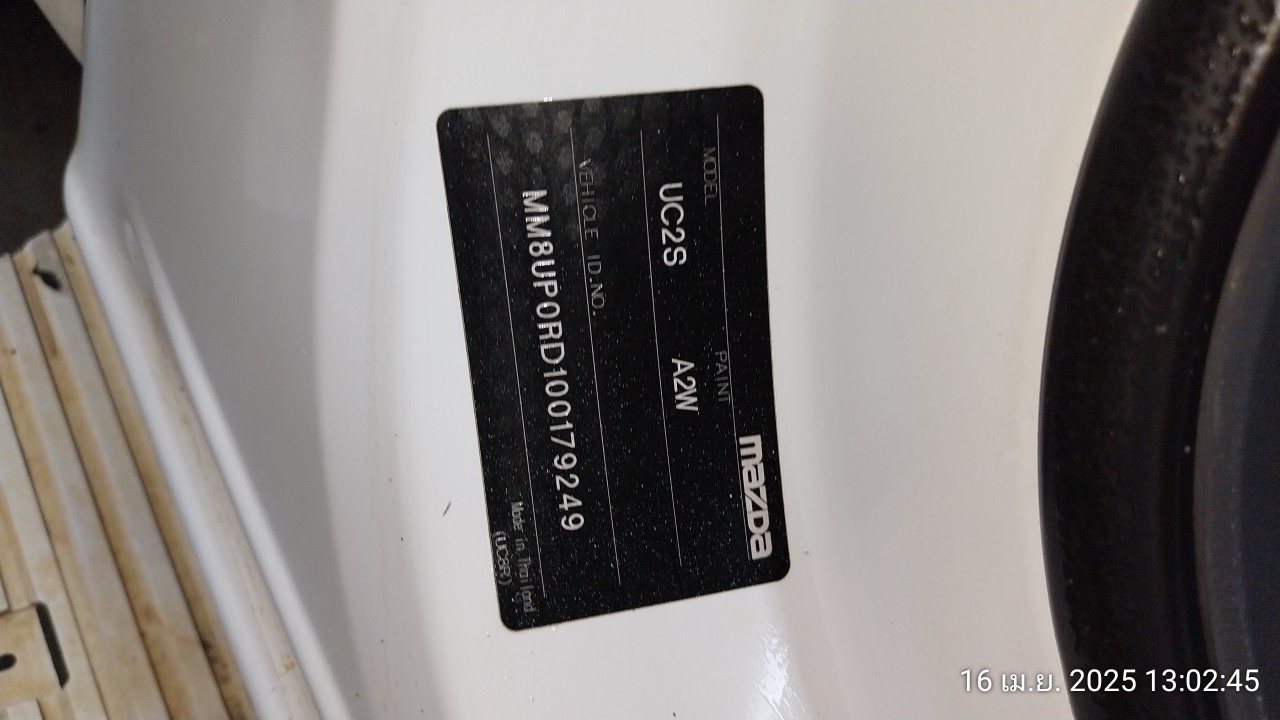 mazda
MODEL PAINT
UC2S A2W
VEHICLE ID.NO.
MM8UP0RD100179249
Made in Thailand
(UC8R)
16 เม.ย. 2025 13:02:45